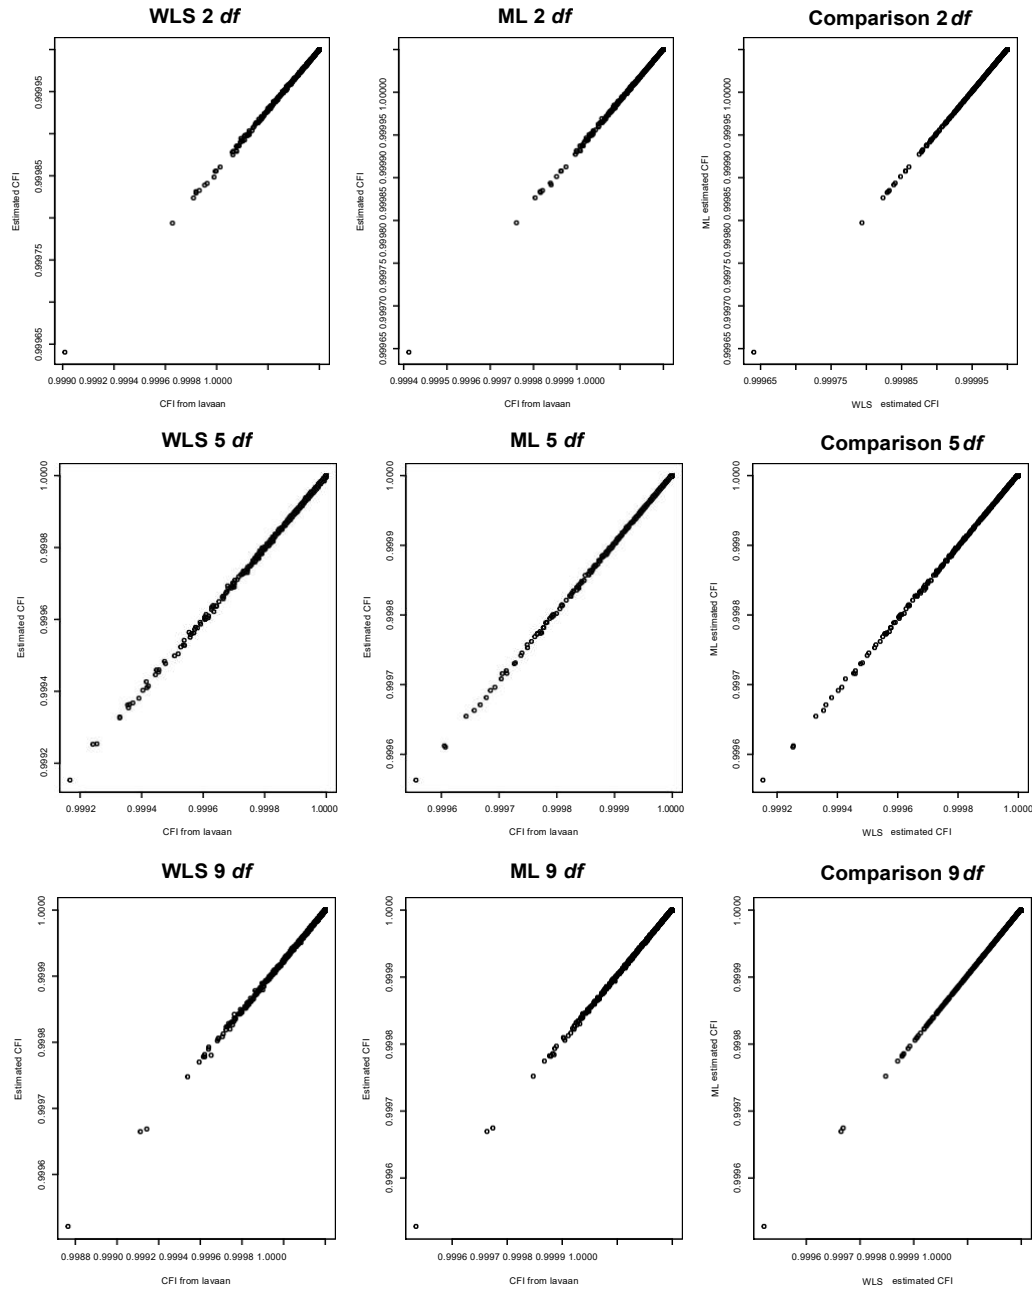 WLS 2 df
ML 2 df
Comparison 2 df
Estimated CFI
0.99965
0.99975
0.99985
0.99995
0.9990 0.9992 0.9994 0.9996 0.9998 1.0000
CFI from lavaan
Estimated CFI
0.99965 0.99970 0.99975 0.99980 0.99985 0.99990 0.99995 1.00000
0.9994 0.9995 0.9996 0.9997 0.9998 0.9999 1.0000
CFI from lavaan
ML estimated CFI
0.99965 0.99970 0.99975 0.99980 0.99985 0.99990 0.99995 1.00000
0.99965
0.99975
0.99985
0.99995
WLS estimated CFI
WLS 5 df
ML 5 df
Comparison 5 df
Estimated CFI
0.9992
0.9994
0.9996
0.9998
1.0000
0.9992
0.9994
0.9996
0.9998
1.0000
CFI from lavaan
Estimated CFI
0.9996
0.9997
0.9998
0.9999
1.0000
0.9996
0.9997
0.9998
0.9999
1.0000
CFI from lavaan
ML estimated CFI
0.9996
0.9997
0.9998
0.9999
1.0000
0.9992
0.9994
0.9996
0.9998
1.0000
WLS estimated CFI
WLS 9 df
ML 9 df
Comparison 9 df
Estimated CFI
0.9996
0.9997
0.9998
0.9999
1.0000
0.9988 0.9990 0.9992 0.9994 0.9996 0.9998 1.0000
CFI from lavaan
Estimated CFI
0.9996
0.9997
0.9998
0.9999
1.0000
0.9996 0.9997 0.9998 0.9999 1.0000
CFI from lavaan
ML estimated CFI
0.9996
0.9997
0.9998
0.9999
1.0000
0.9996 0.9997 0.9998 0.9999 1.0000
WLS estimated CFI